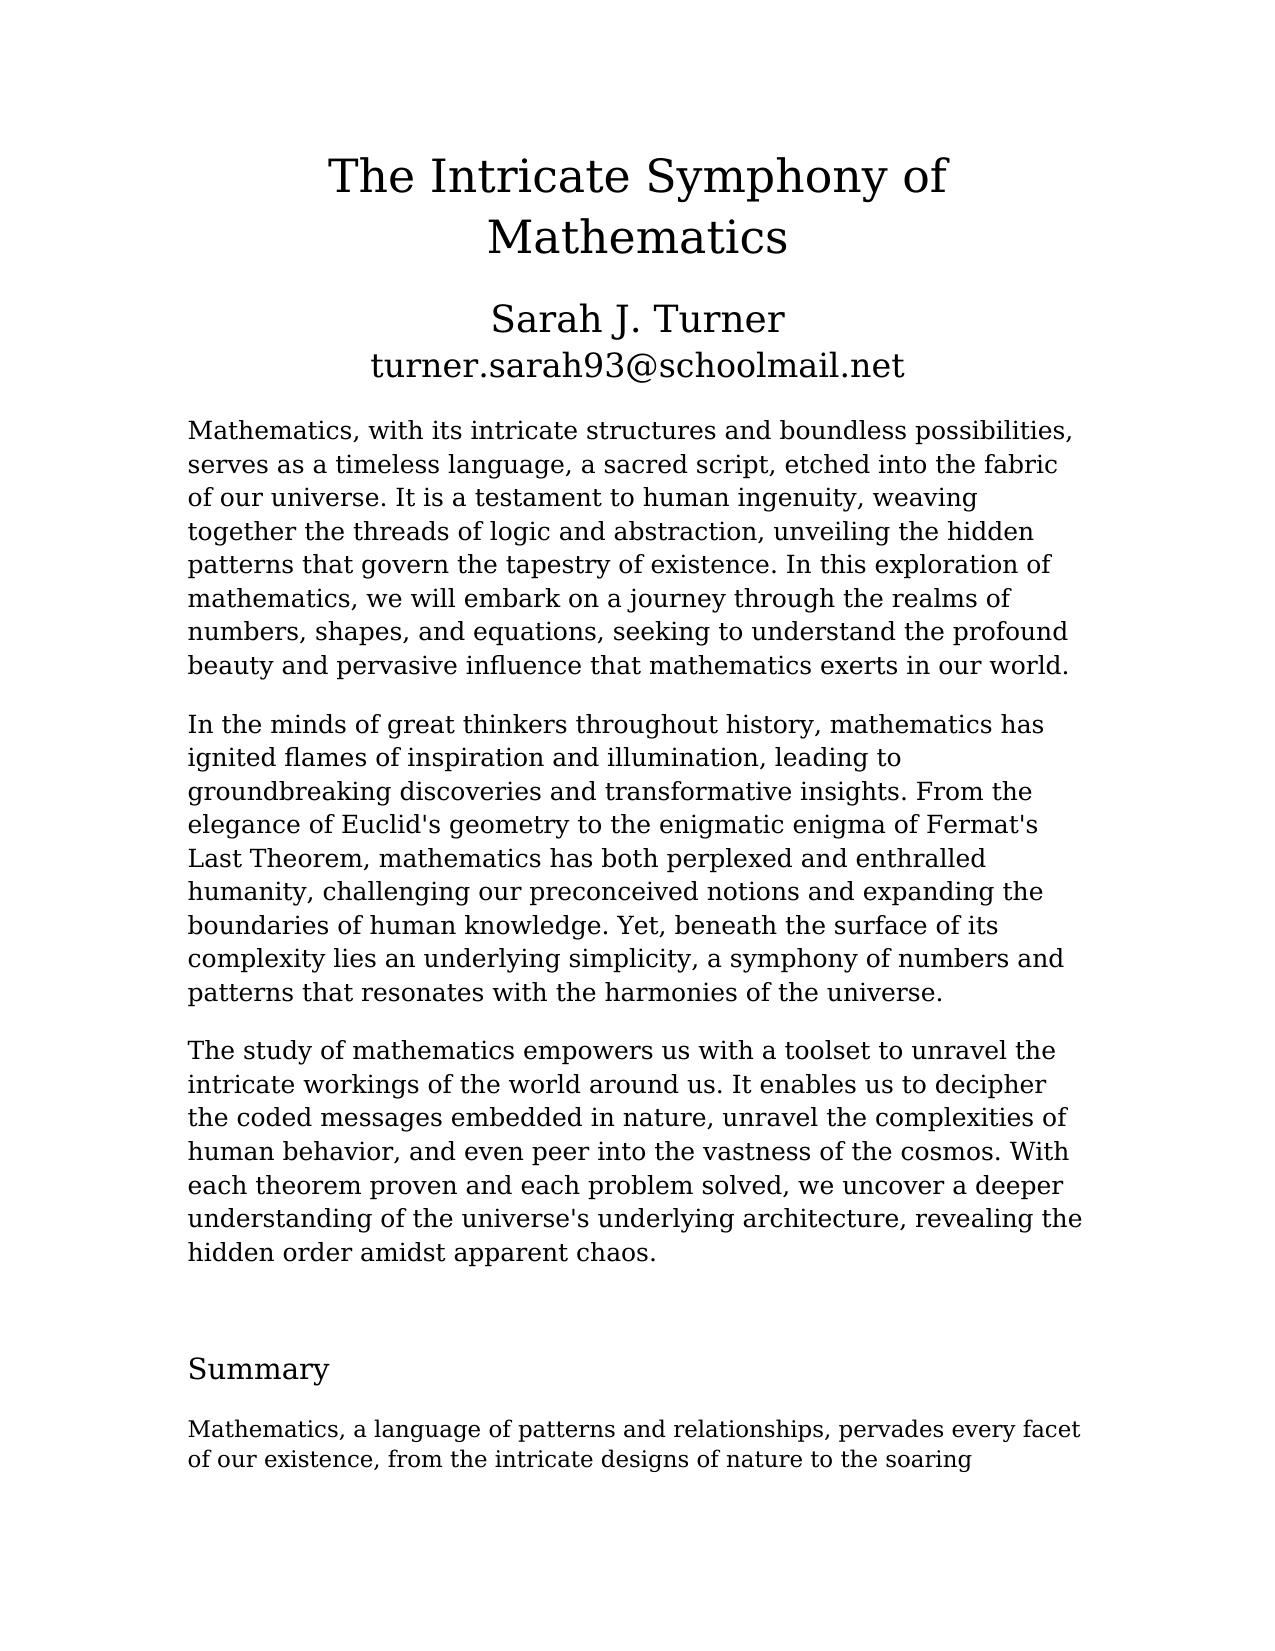 The Intricate Symphony of
Mathematics
Sarah J. Turner
turner.sarah93@schoolmail.net
Mathematics, with its intricate structures and boundless possibilities,
serves as a timeless language, a sacred script, etched into the fabric
of our universe. It is a testament to human ingenuity, weaving
together the threads of logic and abstraction, unveiling the hidden
patterns that govern the tapestry of existence. In this exploration of
mathematics, we will embark on a journey through the realms of
numbers, shapes, and equations, seeking to understand the profound
beauty and pervasive influence that mathematics exerts in our world.
In the minds of great thinkers throughout history, mathematics has
ignited flames of inspiration and illumination, leading to
groundbreaking discoveries and transformative insights. From the
elegance of Euclid's geometry to the enigmatic enigma of Fermat's
Last Theorem, mathematics has both perplexed and enthralled
humanity, challenging our preconceived notions and expanding the
boundaries of human knowledge. Yet, beneath the surface of its
complexity lies an underlying simplicity, a symphony of numbers and
patterns that resonates with the harmonies of the universe.
The study of mathematics empowers us with a toolset to unravel the
intricate workings of the world around us. It enables us to decipher
the coded messages embedded in nature, unravel the complexities of
human behavior, and even peer into the vastness of the cosmos. With
each theorem proven and each problem solved, we uncover a deeper
understanding of the universe's underlying architecture, revealing the
hidden order amidst apparent chaos.
Summary
Mathematics, a language of patterns and relationships, pervades every facet
of our existence, from the intricate designs of nature to the soaring